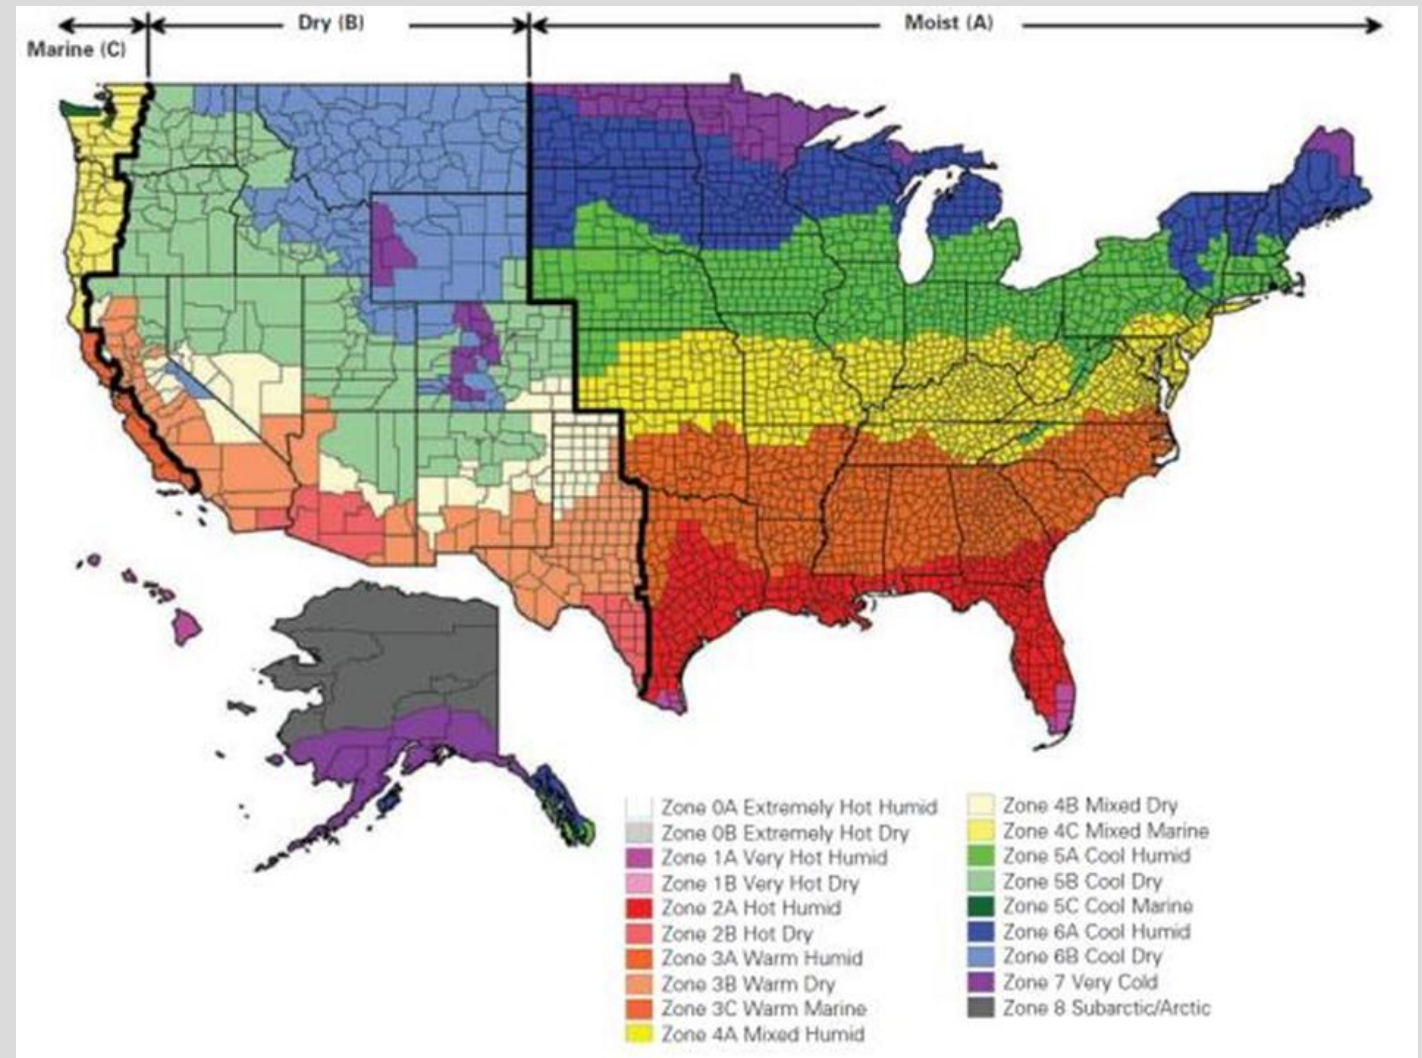 Marine (C)
Dry (B)
Moist (A)
Zone 0A Extremely Hot Humid
Zone 0B Extremely Hot Dry
Zone 1A Very Hot Humid
Zone 1B Very Hot Dry
Zone 2A Hot Humid
Zone 2B Hot Dry
Zone 3A Warm Humid
Zone 3B Warm Dry
Zone 3C Warm Marine
Zone 4A Mixed Humid
Zone 4B Mixed Dry
Zone 4C Mixed Marine
Zone 5A Cool Humid
Zone 5B Cool Dry
Zone 5C Cool Marine
Zone 6A Cool Humid
Zone 6B Cool Dry
Zone 7 Very Cold
Zone 8 Subarctic/Arctic